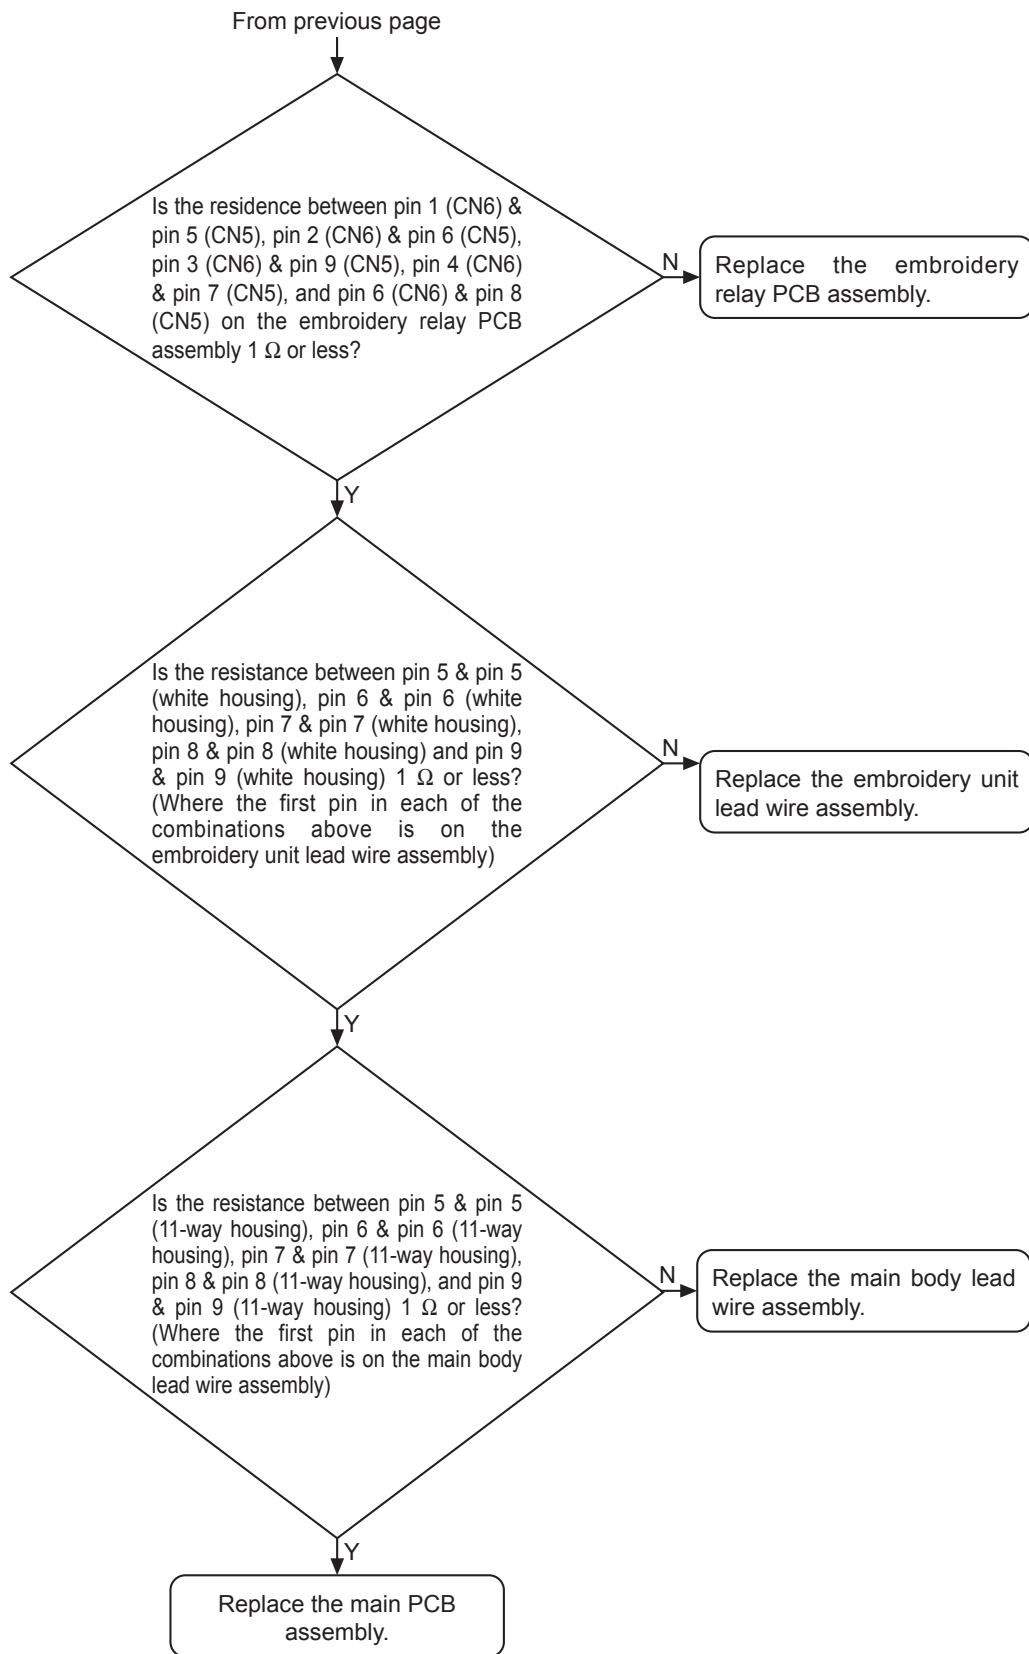 From previous page
Is the residence between pin 1 (CN6) &
pin 5 (CN5), pin 2 (CN6) & pin 6 (CN5),
pin 3 (CN6) & pin 9 (CN5), pin 4 (CN6)
& pin 7 (CN5), and pin 6 (CN6) & pin 8
(CN5) on the embroidery relay PCB
assembly 1 Ω or less?
N
Replace the embroidery
relay PCB assembly.
Y
Is the resistance between pin 5 & pin 5
(white housing), pin 6 & pin 6 (white
housing), pin 7 & pin 7 (white housing),
pin 8 & pin 8 (white housing) and pin 9
& pin 9 (white housing) 1 Ω or less?
(Where the first pin in each of the
combinations above is on the
embroidery unit lead wire assembly)
N
Replace the embroidery unit
lead wire assembly.
Y
Is the resistance between pin 5 & pin 5
(11-way housing), pin 6 & pin 6 (11-way
housing), pin 7 & pin 7 (11-way housing),
pin 8 & pin 8 (11-way housing), and pin 9
& pin 9 (11-way housing) 1 Ω or less?
(Where the first pin in each of the
combinations above is on the main body
lead wire assembly)
N
Replace the main body lead
wire assembly.
Y
Replace the main PCB
assembly.